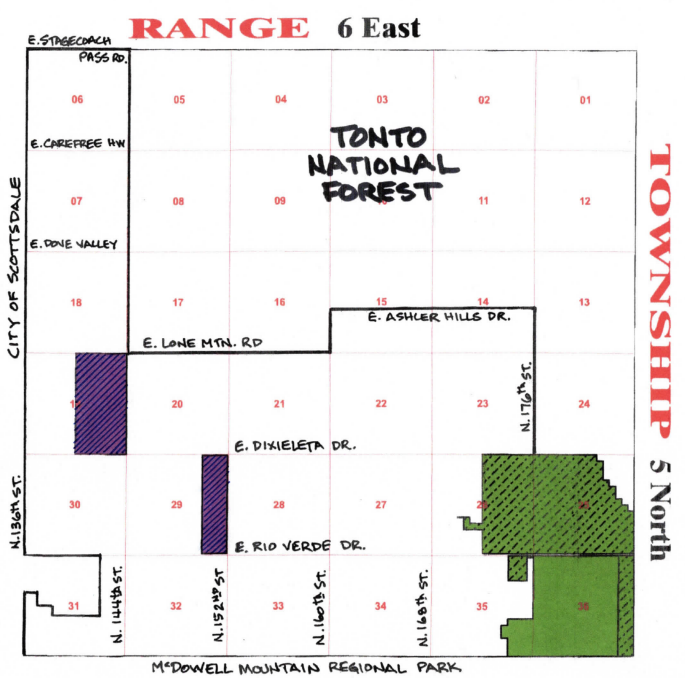 RANGE 6 East
E. STAGECOACH
PASS RD.
06 05 04 03 02 01
TONTO
NATIONAL
FOREST
E. CAREFREE HW
07 08 09 11 12
E. DOVE VALLEY
CITY OF SCOTTSDALE
TOWNSHIP 5 North
18 17 16 15 14 13
E. ASHLER HILLS DR.
E. LONE MTN. RD
N. 176th ST.
20 21 22 23 24
E. DIXIELETA DR.
N. 136th ST.
30 29 28 27
E. RIO VERDE DR.
N. 144th ST.
N. 152ND ST
N. 160th ST.
N. 168th ST.
31 32 33 34 35 36
McDOWELL MOUNTAIN REGIONAL PARK